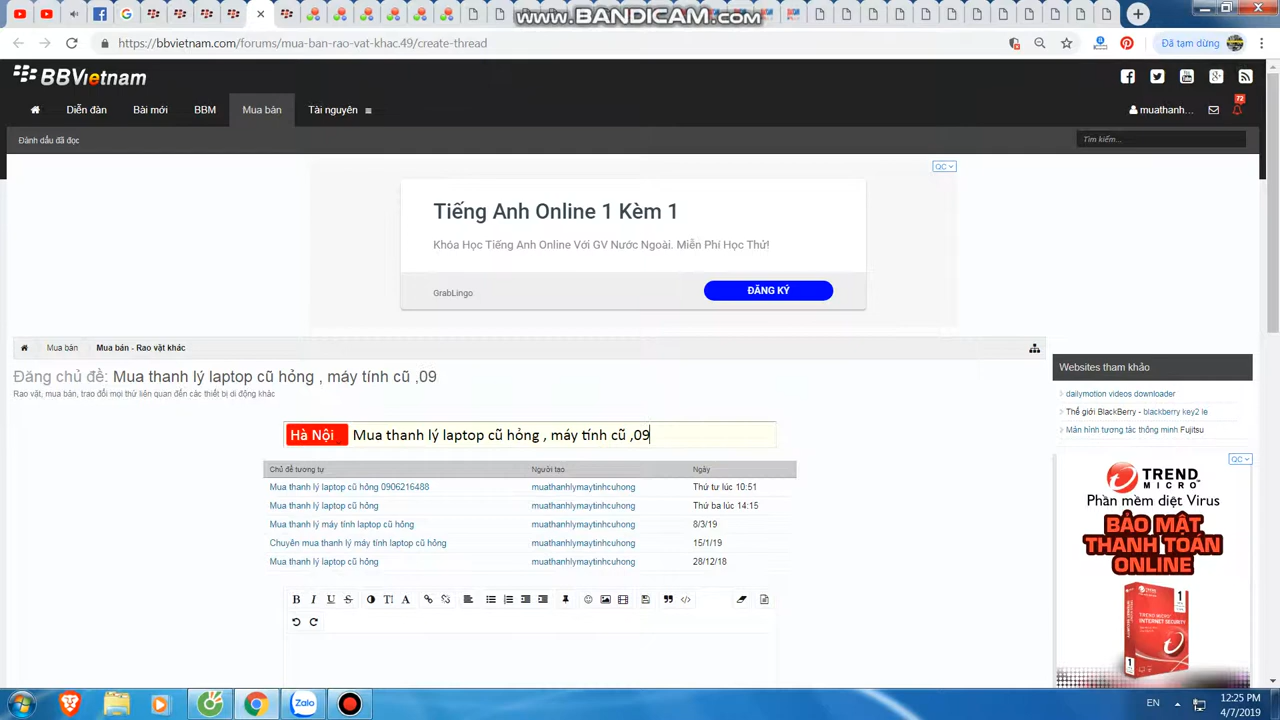 www.BANDICAM.com
https://bbvietnam.com/forums/mua-ban-rao-vat-khac.49/create-thread
Đã tạm dừng
BBVietnam
Diễn đàn
Bài mới
BBM
Mua bán
Tài nguyên
muathanh...
72
Đánh dấu đã đọc
Tìm kiếm...
QC
Tiếng Anh Online 1 Kèm 1
Khóa Học Tiếng Anh Online Với GV Nước Ngoài. Miễn Phí Học Thử!
GrabLingo
ĐĂNG KÝ
Mua bán
Mua bán - Rao vặt khác
Đăng chủ đề: Mua thanh lý laptop cũ hỏng , máy tính cũ ,09
Rao vặt, mua bán, trao đổi mọi thứ liên quan đến các thiết bị di động khác
Hà Nội Mua thanh lý laptop cũ hỏng , máy tính cũ ,09
Chủ đề tương tự Người tạo Ngày
Mua thanh lý laptop cũ hỏng 0906216488 muathanhlymaytinhcuhong Thứ tư lúc 10:51
Mua thanh lý laptop cũ hỏng muathanhlymaytinhcuhong Thứ ba lúc 14:15
Mua thanh lý máy tính laptop cũ hỏng muathanhlymaytinhcuhong 8/3/19
Chuyên mua thanh lý máy tính laptop cũ hỏng muathanhlymaytinhcuhong 15/1/19
Mua thanh lý laptop cũ hỏng muathanhlymaytinhcuhong 28/12/18
B I U S
Websites tham khảo
dailymotion videos downloader
Thế giới BlackBerry - blackberry key2 le
Màn hình tương tác thông minh Fujitsu
QC
TREND
MICRO
Phần mềm diệt Virus
BẢO MẬT
THANH TOÁN
ONLINE
Zalo
EN
12:25 PM
4/7/2019